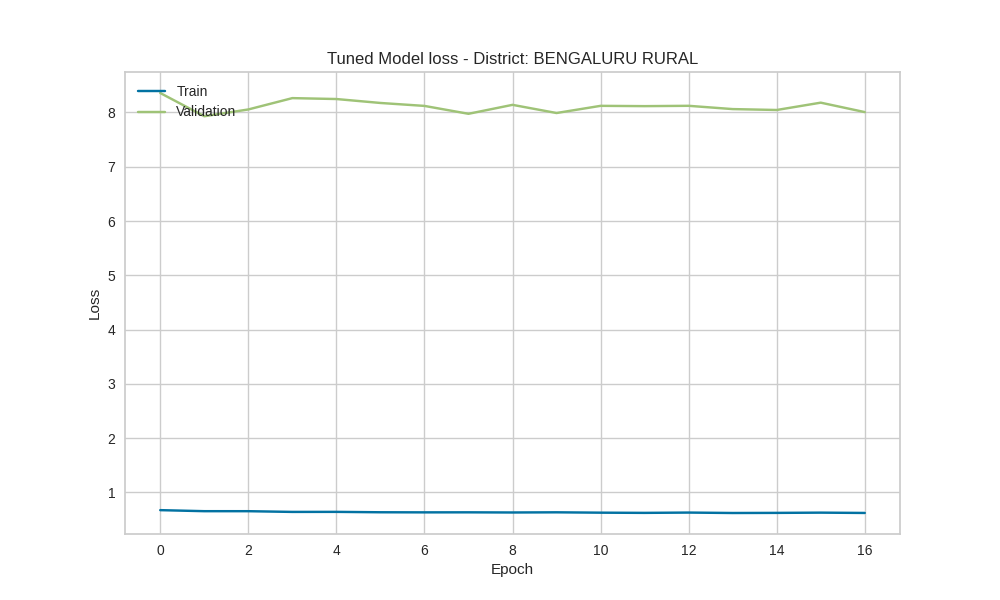 Tuned Model loss - District: BENGALURU RURAL
Train
Validation
8
7
6
5
4
3
2
1
Loss
0 2 4 6 8 10 12 14 16
Epoch